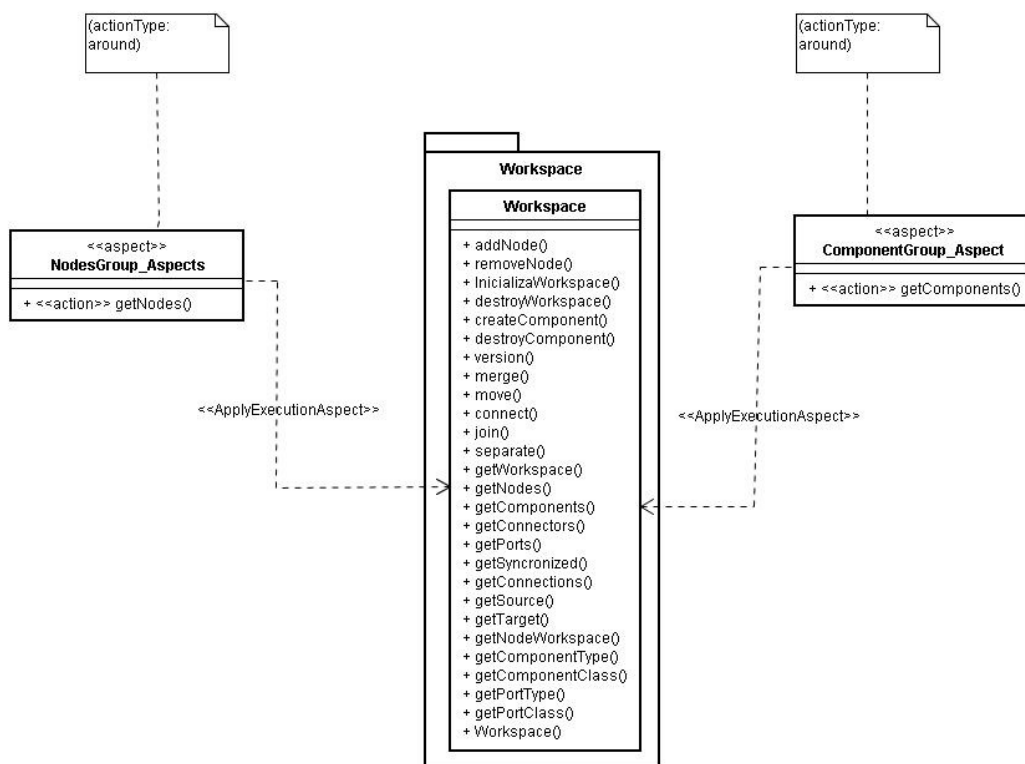 (actionType:
around)
(actionType:
around)
Workspace
Workspace
+ addNode()
+ removeNode()
+ InicializaWorkspace()
+ destroyWorkspace()
+ createComponent()
+ destroyComponent()
+ version()
+ merge()
+ move()
+ connect()
+ join()
+ separate()
+ getWorkspace()
+ getNodes()
+ getComponents()
+ getConnectors()
+ getPorts()
+ getSyncronized()
+ getConnections()
+ getSource()
+ getTarget()
+ getNodeWorkspace()
+ getComponentType()
+ getComponentClass()
+ getPortType()
+ getPortClass()
+ Workspace()
<<aspect>>
NodesGroup_Aspects
+ <<action>> getNodes()
<<ApplyExecutionAspect>>
<<aspect>>
ComponentGroup_Aspect
+ <<action>> getComponents()
<<ApplyExecutionAspect>>